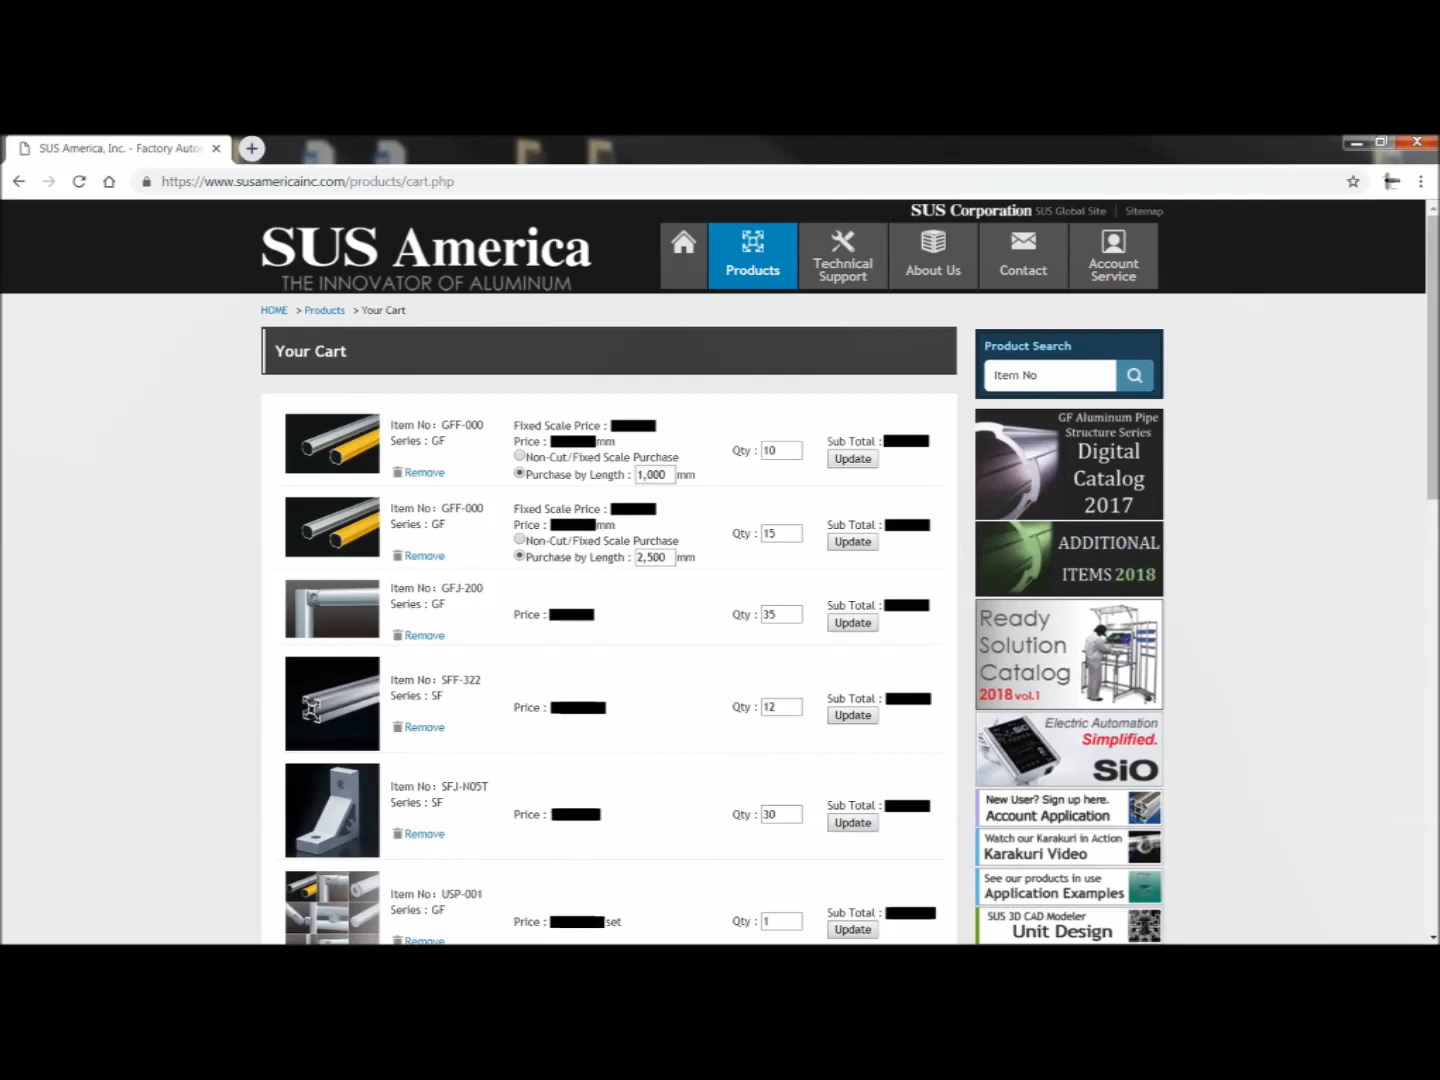 SUS America, Inc. - Factory Auto
https://www.susamericainc.com/products/cart.php
SUS Corporation SUS Global Site | Sitemap
SUS America
THE INNOVATOR OF ALUMINUM
Products
Technical Support
About Us
Contact
Account Service
HOME > Products > Your Cart
Your Cart
Item No : GFF-000
Series : GF
Remove
Fixed Scale Price :
Price : mm
Non-Cut/Fixed Scale Purchase
Purchase by Length : 1,000 mm
Qty : 10
Sub Total :
Update
Item No : GFF-000
Series : GF
Remove
Fixed Scale Price :
Price : mm
Non-Cut/Fixed Scale Purchase
Purchase by Length : 2,500 mm
Qty : 15
Sub Total :
Update
Item No : GFJ-200
Series : GF
Remove
Price :
Qty : 35
Sub Total :
Update
Item No : SFF-322
Series : SF
Remove
Price :
Qty : 12
Sub Total :
Update
Item No : SFJ-N05T
Series : SF
Remove
Price :
Qty : 30
Sub Total :
Update
Item No : USP-001
Series : GF
Remove
Price : set
Qty : 1
Sub Total :
Update
Product Search
Item No
GF Aluminum Pipe
Structure Series
Digital
Catalog
2017
ADDITIONAL
ITEMS 2018
Ready
Solution
Catalog
2018 vol.1
Electric Automation
Simplified.
SiO
New User? Sign up here.
Account Application
Watch our Karakuri in Action
Karakuri Video
See our products in use
Application Examples
SUS 3D CAD Modeler
Unit Design